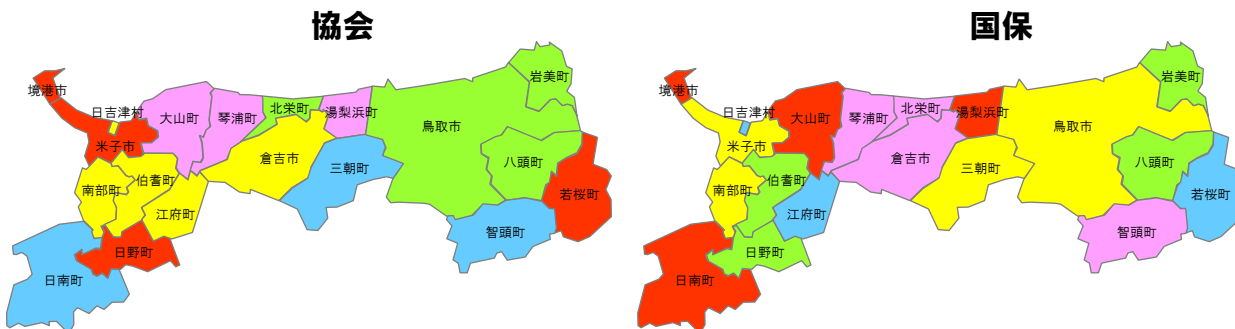 協会
岩美町
境港市
日吉津村
大山町
琴浦町
北栄町
湯梨浜町
鳥取市
米子市
倉吉市
三朝町
八頭町
南部町
伯耆町
若桜町
江府町
智頭町
日野町
日南町
国保
岩美町
境港市
日吉津村
大山町
琴浦町
北栄町
湯梨浜町
鳥取市
米子市
倉吉市
三朝町
八頭町
南部町
伯耆町
若桜町
江府町
智頭町
日野町
日南町